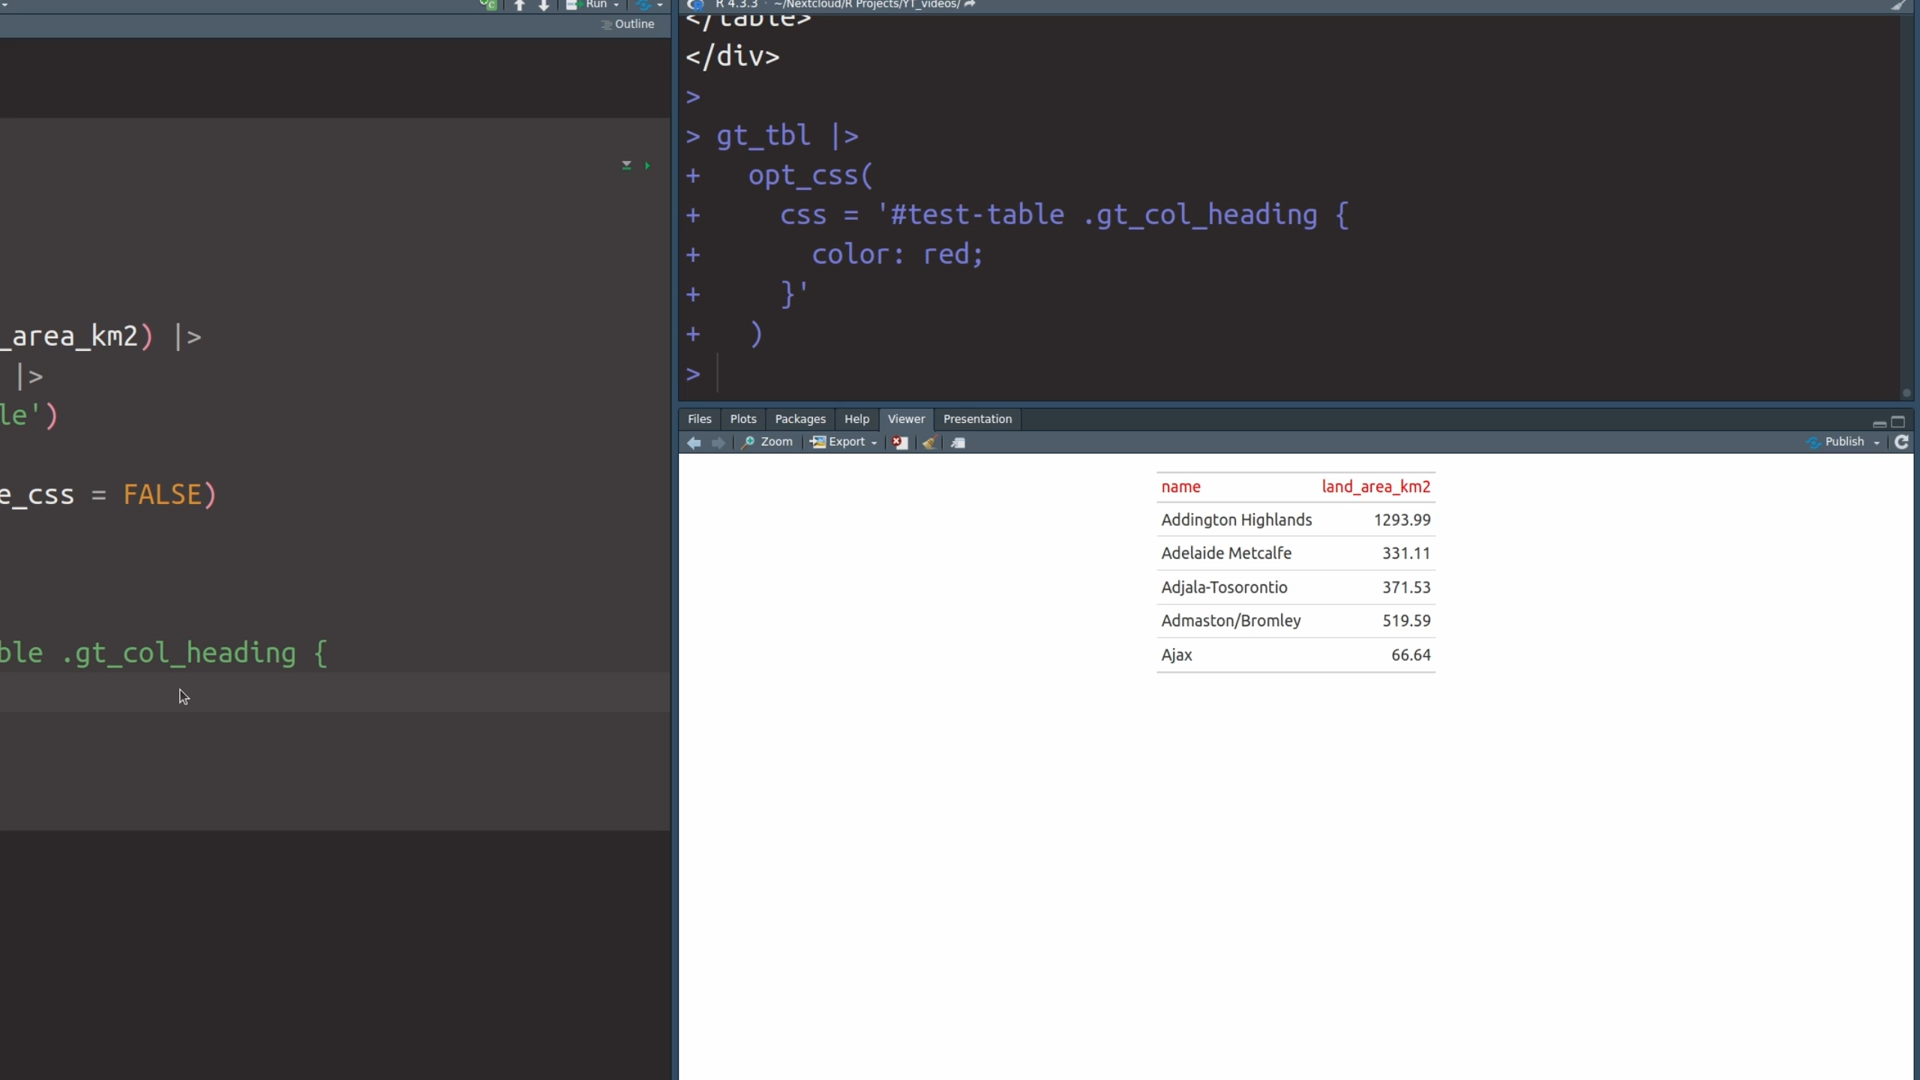 Run
Outline
_area_km2) |>
|>
le')
e_css = FALSE)
ble .gt_col_heading {
R 4.3.3 · ~/Nextcloud/R Projects/YT_videos/
</table>
</div>
>
> gt_tbl |>
+   opt_css(
+     css = '#test-table .gt_col_heading {
+       color: red;
+     }'
+   )
>
Files Plots Packages Help Viewer Presentation
Zoom Export Publish
name land_area_km2
Addington Highlands 1293.99
Adelaide Metcalfe 331.11
Adjala-Tosorontio 371.53
Admaston/Bromley 519.59
Ajax 66.64